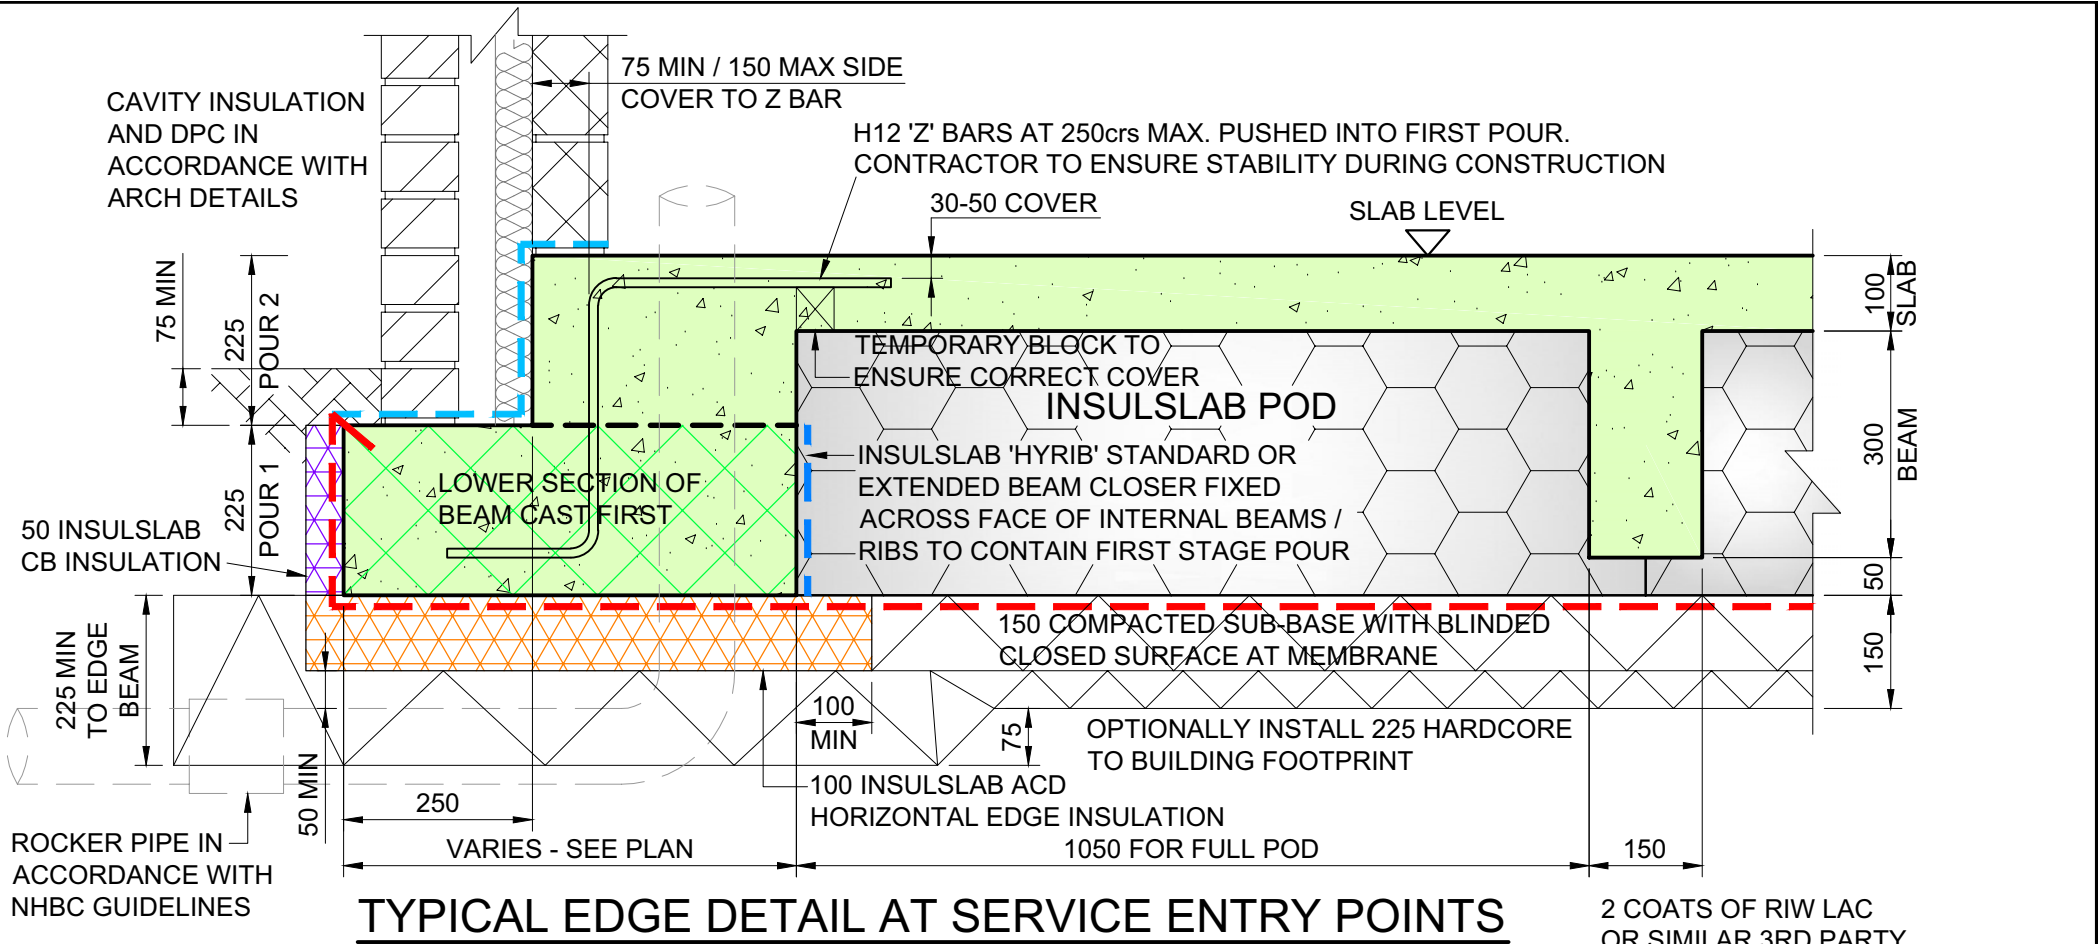 75 MIN / 150 MAX SIDE
COVER TO Z BAR
CAVITY INSULATION
AND DPC IN
ACCORDANCE WITH
ARCH DETAILS
H12 'Z' BARS AT 250crs MAX. PUSHED INTO FIRST POUR.
CONTRACTOR TO ENSURE STABILITY DURING CONSTRUCTION
30-50 COVER
SLAB LEVEL
75 MIN
225
POUR 2
100
SLAB
TEMPORARY BLOCK TO
ENSURE CORRECT COVER
INSULSLAB POD
300
BEAM
INSULSLAB 'HYRIB' STANDARD OR
EXTENDED BEAM CLOSER FIXED
ACROSS FACE OF INTERNAL BEAMS /
RIBS TO CONTAIN FIRST STAGE POUR
LOWER SECTION OF
BEAM CAST FIRST
225
POUR 1
50 INSULSLAB
CB INSULATION
50
150 COMPACTED SUB-BASE WITH BLINDED
CLOSED SURFACE AT MEMBRANE
150
225 MIN
TO EDGE
BEAM
100
MIN
75
OPTIONALLY INSTALL 225 HARDCORE
TO BUILDING FOOTPRINT
50 MIN
250
100 INSULSLAB ACD
HORIZONTAL EDGE INSULATION
ROCKER PIPE IN
ACCORDANCE WITH
NHBC GUIDELINES
VARIES - SEE PLAN
1050 FOR FULL POD
150
TYPICAL EDGE DETAIL AT SERVICE ENTRY POINTS
2 COATS OF RIW LAC
OR SIMILAR 3RD PARTY